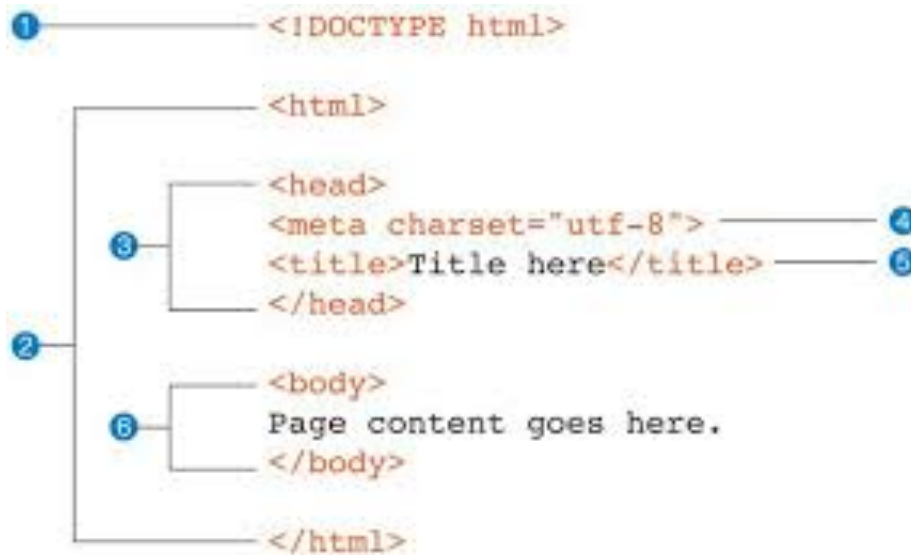 1 <!DOCTYPE html>
<html>
<head>
<meta charset="utf-8"> 4
3
<title>Title here</title> 5
</head>
2
<body>
6 Page content goes here.
</body>
</html>